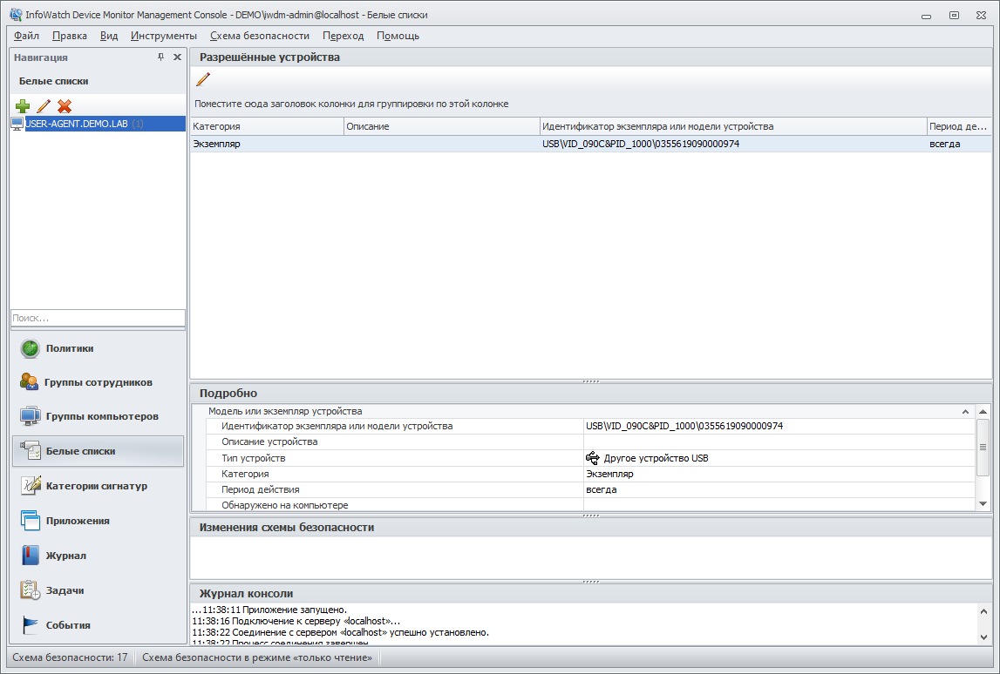 InfoWatch Device Monitor Management Console - DEMO\iwdm-admin@localhost - Белые списки
Файл Правка Вид Инструменты Схема безопасности Переход Помощь
Навигация
Белые списки
USER-AGENT.DEMO.LAB (1)
Поиск...
Политики
Группы сотрудников
Группы компьютеров
Белые списки
Категории сигнатур
Приложения
Журнал
Задачи
События
Разрешённые устройства
Поместите сюда заголовок колонки для группировки по этой колонке
Категория Описание Идентификатор экземпляра или модели устройства Период де...
Экземпляр USB\VID_090C&PID_1000\0355619090000974 всегда
Подробно
Модель или экземпляр устройства
Идентификатор экземпляра или модели устройства USB\VID_090C&PID_1000\0355619090000974
Описание устройства
Тип устройств Другое устройство USB
Категория Экземпляр
Период действия всегда
Обнаружено на компьютере
Изменения схемы безопасности
Журнал консоли
...11:38:11 Приложение запущено.
11:38:16 Подключение к серверу «localhost»...
11:38:22 Соединение с сервером «localhost» успешно установлено.
11:38:22 Процесс соединения завершен.
Схема безопасности: 17 Схема безопасности в режиме «только чтение»